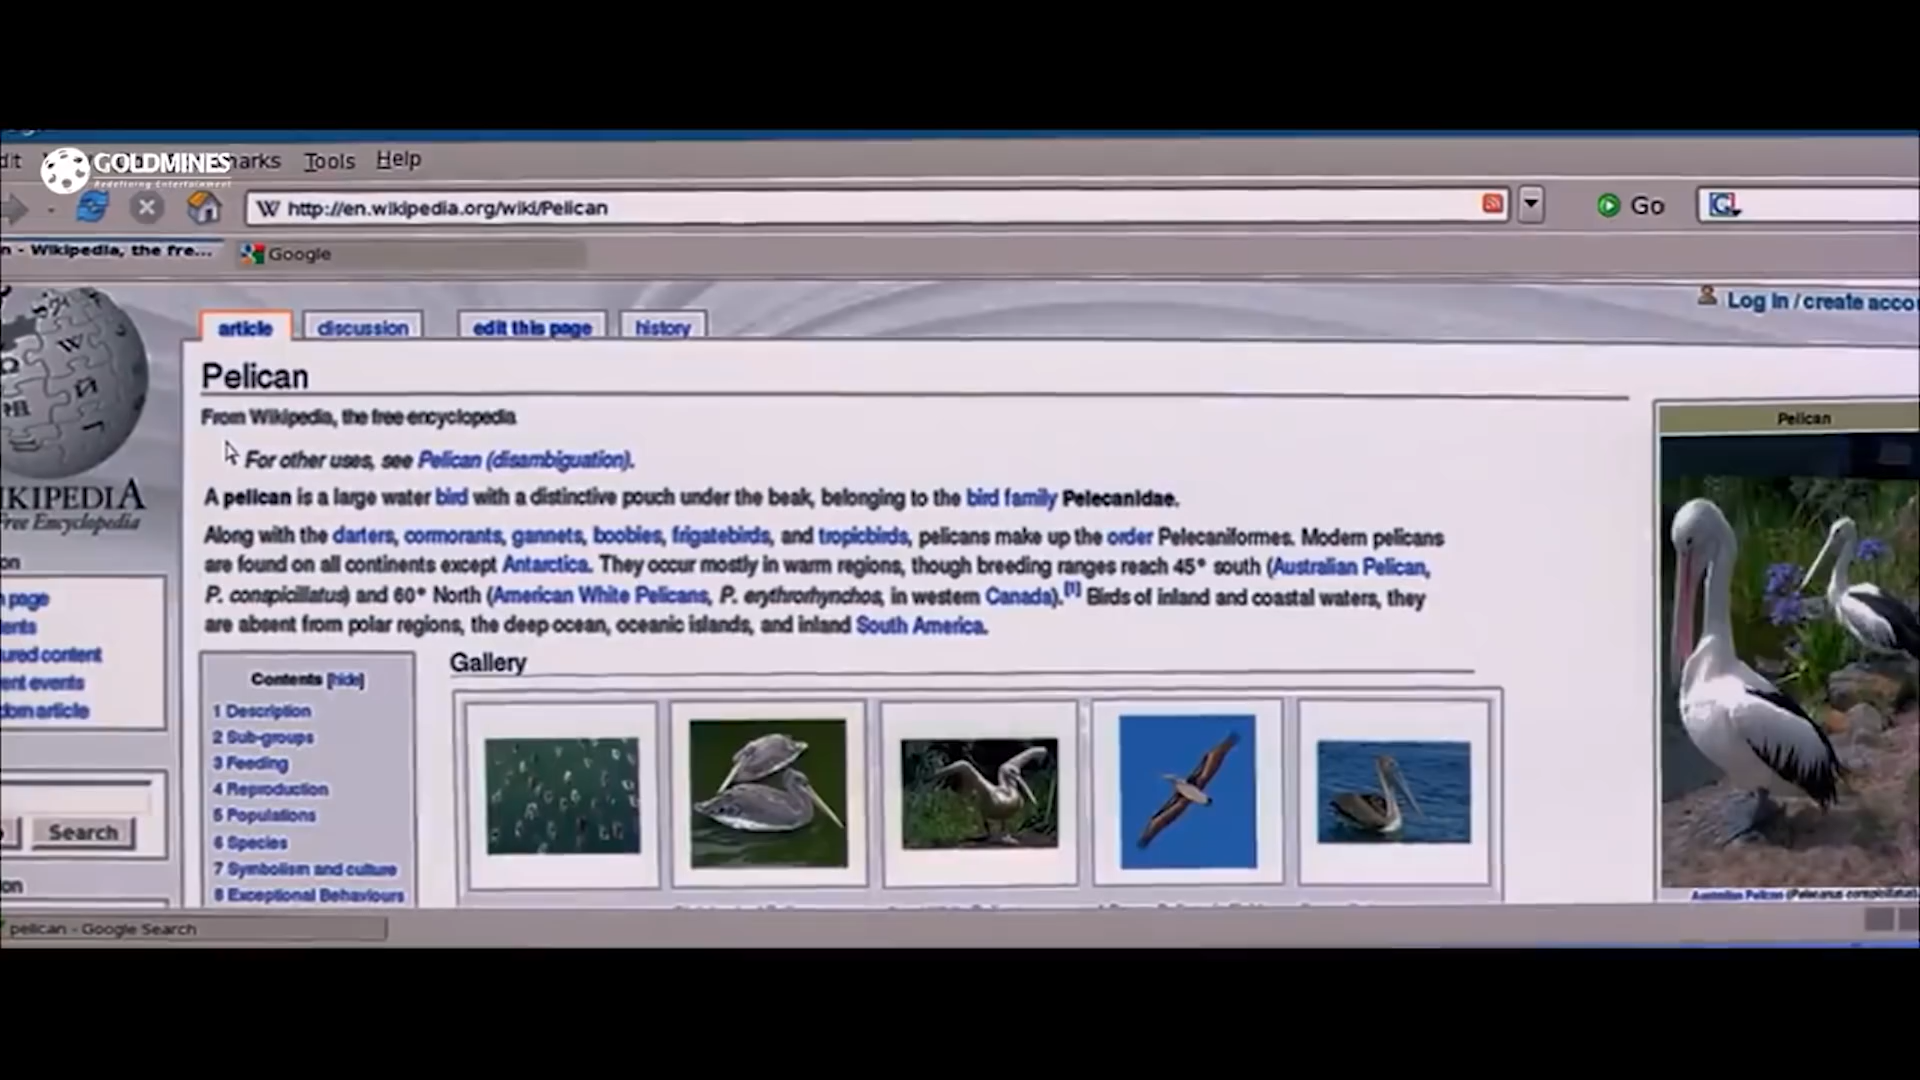 dit
marks Tools Help
GOLDMINES
Redefining Entertainment
http://en.wikipedia.org/wiki/Pelican
Go
n - Wikipedia, the fre...
Google
Log in / create acco
article
discussion
edit this page
history
Pelican
From Wikipedia, the free encyclopedia
For other uses, see Pelican (disambiguation).
A pelican is a large water bird with a distinctive pouch under the beak, belonging to the bird family Pelecanidae.
Along with the darters, cormorants, gannets, boobies, frigatebirds, and tropicbirds, pelicans make up the order Pelecaniformes. Modern pelicans
are found on all continents except Antarctica. They occur mostly in warm regions, though breeding ranges reach 45° south (Australian Pelican,
P. conspicillatus) and 60° North (American White Pelicans, P. erythrorhynchos, in western Canada).[1] Birds of inland and coastal waters, they
are absent from polar regions, the deep ocean, oceanic islands, and inland South America.
IKIPEDIA
Free Encyclopedia
on
n page
ents
ured content
ent events
dom article
Search
on
Contents [hide]
1 Description
2 Sub-groups
3 Feeding
4 Reproduction
5 Populations
6 Species
7 Symbolism and culture
8 Exceptional Behaviours
Gallery
Pelican
Australian Pelican (Pelecanus conspicillatus)
pelican - Google Search